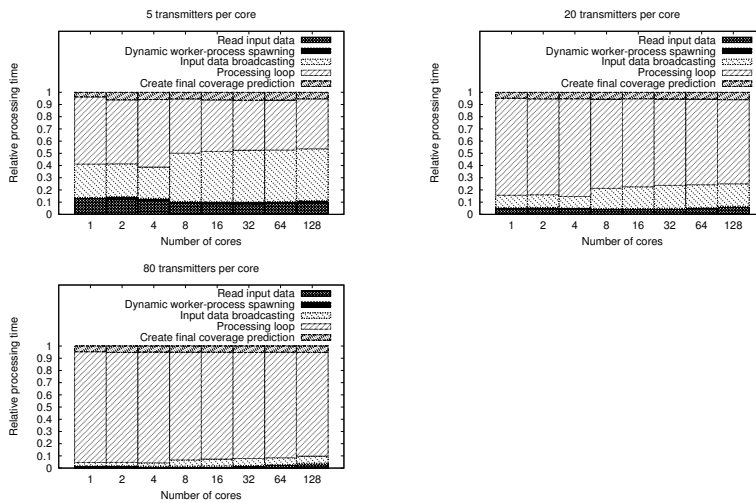 5 transmitters per core
Relative processing time
Read input data
Dynamic worker-process spawning
Input data broadcasting
Processing loop
Create final coverage prediction
1
0.9
0.8
0.7
0.6
0.5
0.4
0.3
0.2
0.1
0
1 2 4 8 16 32 64 128
Number of cores
20 transmitters per core
Relative processing time
Read input data
Dynamic worker-process spawning
Input data broadcasting
Processing loop
Create final coverage prediction
1
0.9
0.8
0.7
0.6
0.5
0.4
0.3
0.2
0.1
0
1 2 4 8 16 32 64 128
Number of cores
80 transmitters per core
Relative processing time
Read input data
Dynamic worker-process spawning
Input data broadcasting
Processing loop
Create final coverage prediction
1
0.9
0.8
0.7
0.6
0.5
0.4
0.3
0.2
0.1
0
1 2 4 8 16 32 64 128
Number of cores